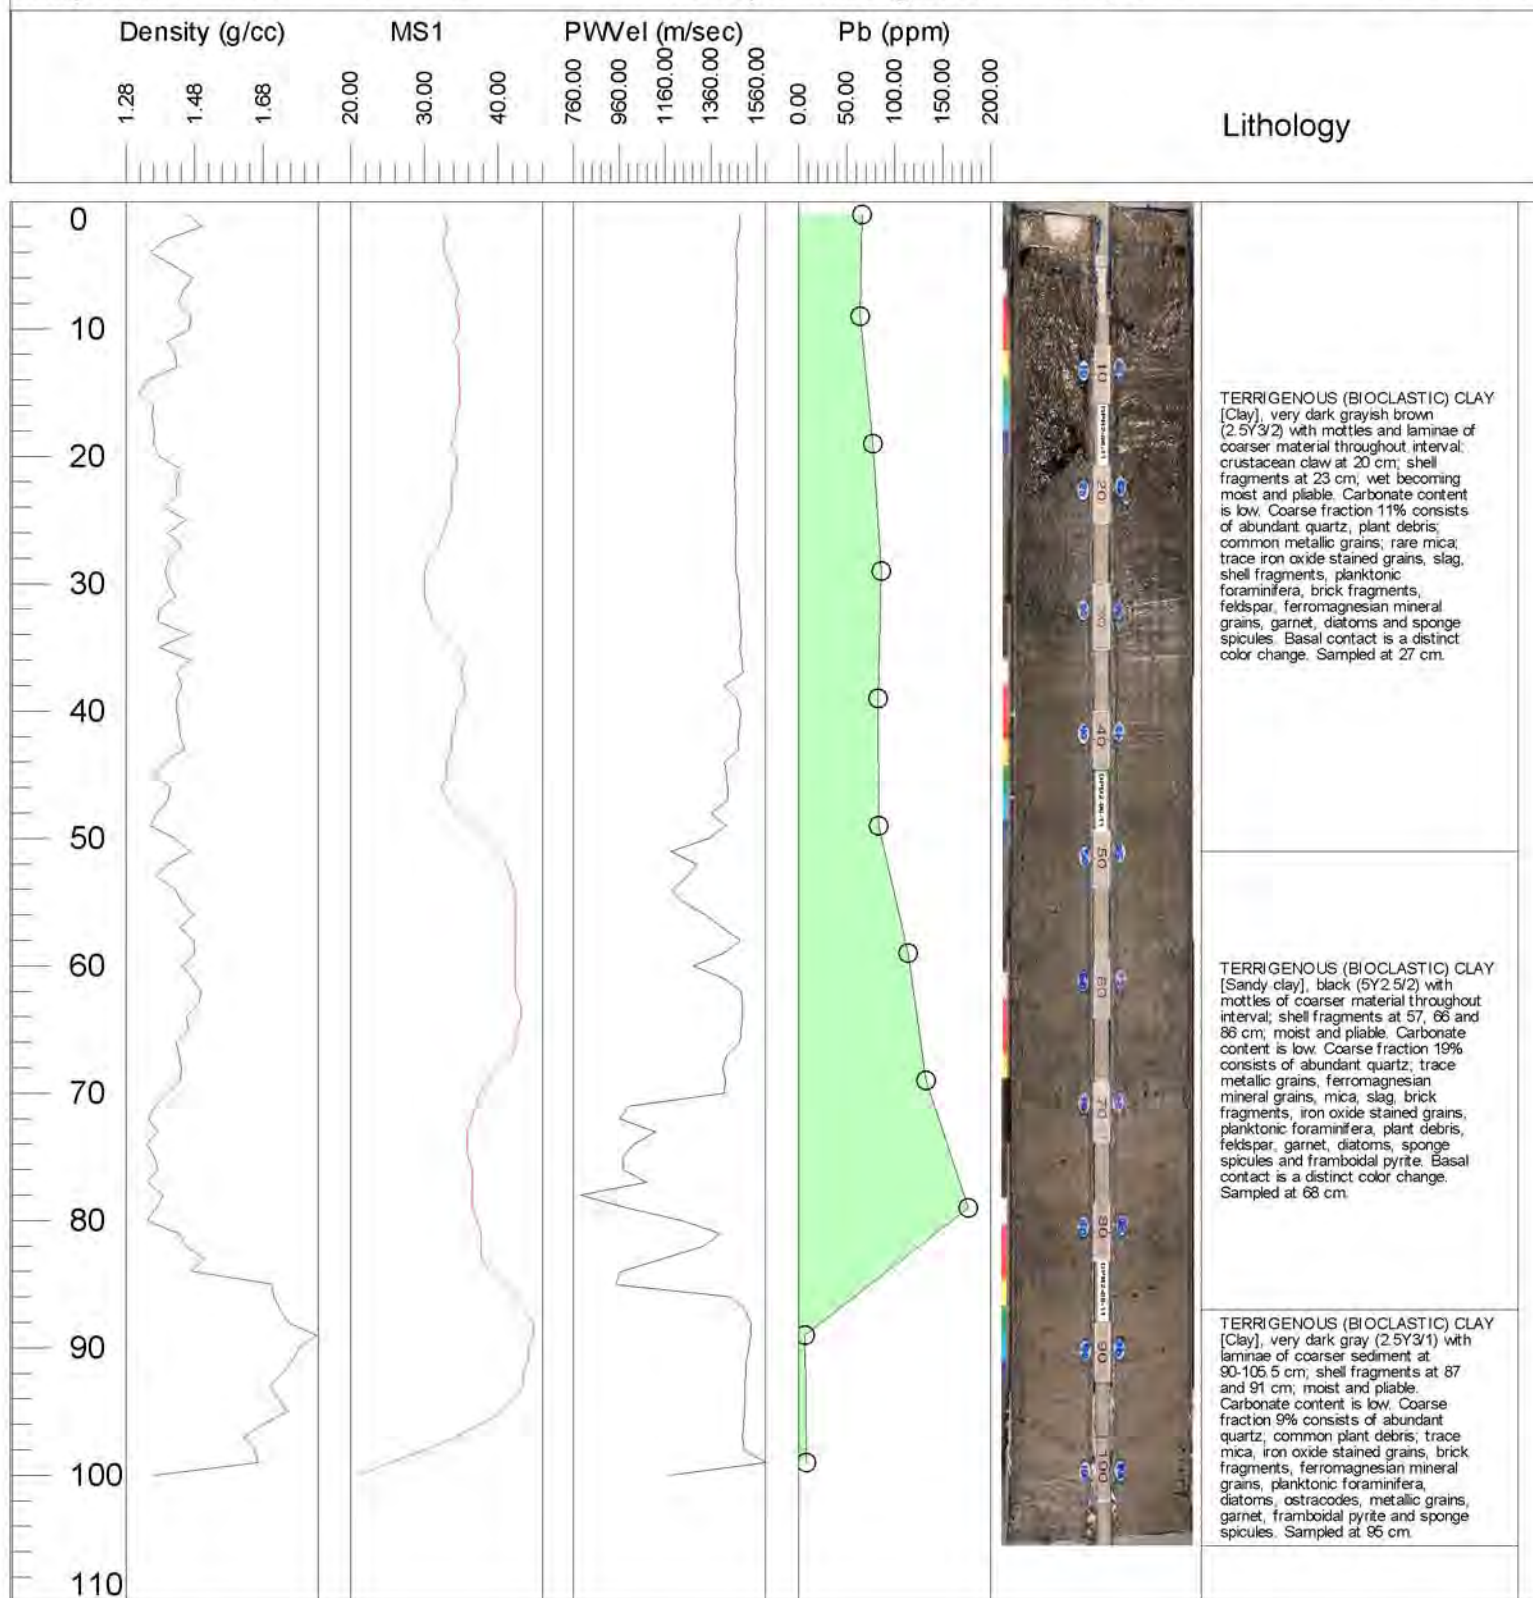 Density (g/cc)
MS1
PWVel (m/sec)
Pb (ppm)
Lithology
1.28
1.48
1.68
20.00
30.00
40.00
760.00
960.00
1160.00
1360.00
1560.00
0.00
50.00
100.00
150.00
200.00
0
10
20
30
40
50
60
70
80
90
100
110
10
20
30
40
50
60
70
80
90
100
TERRIGENOUS (BIOCLASTIC) CLAY
[Clay], very dark grayish brown
(2.5Y3/2) with mottles and laminae of
coarser material throughout interval;
crustacean claw at 20 cm; shell
fragments at 23 cm; wet becoming
moist and pliable. Carbonate content
is low. Coarse fraction 11% consists
of abundant quartz, plant debris;
common metallic grains; rare mica;
trace iron oxide stained grains, slag,
shell fragments, planktonic
foraminifera, brick fragments,
feldspar, ferromagnesian mineral
grains, garnet, diatoms and sponge
spicules. Basal contact is a distinct
color change. Sampled at 27 cm.
TERRIGENOUS (BIOCLASTIC) CLAY
[Sandy clay], black (5Y2.5/2) with
mottles of coarser material throughout
interval; shell fragments at 57, 66 and
86 cm; moist and pliable. Carbonate
content is low. Coarse fraction 19%
consists of abundant quartz; trace
metallic grains, ferromagnesian
mineral grains, mica, slag, brick
fragments, iron oxide stained grains,
planktonic foraminifera, plant debris,
feldspar, garnet, diatoms, sponge
spicules and framboidal pyrite. Basal
contact is a distinct color change.
Sampled at 68 cm.
TERRIGENOUS (BIOCLASTIC) CLAY
[Clay], very dark gray (2.5Y3/1) with
laminae of coarser sediment at
90-105.5 cm; shell fragments at 87
and 91 cm; moist and pliable.
Carbonate content is low. Coarse
fraction 9% consists of abundant
quartz; common plant debris; trace
mica, iron oxide stained grains, brick
fragments, ferromagnesian mineral
grains, planktonic foraminifera,
diatoms, ostracodes, metallic grains,
garnet, framboidal pyrite and sponge
spicules. Sampled at 95 cm.